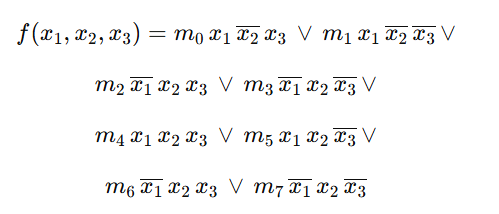 f(x₁, x₂, x₃) = m₀ x₁ x̅₂ x₃ ∨ m₁ x₁ x̅₂ x̅₃ ∨
m₂ x̅₁ x₂ x₃ ∨ m₃ x̅₁ x₂ x̅₃ ∨
m₄ x₁ x₂ x₃ ∨ m₅ x₁ x₂ x̅₃ ∨
m₆ x̅₁ x₂ x₃ ∨ m₇ x̅₁ x₂ x̅₃